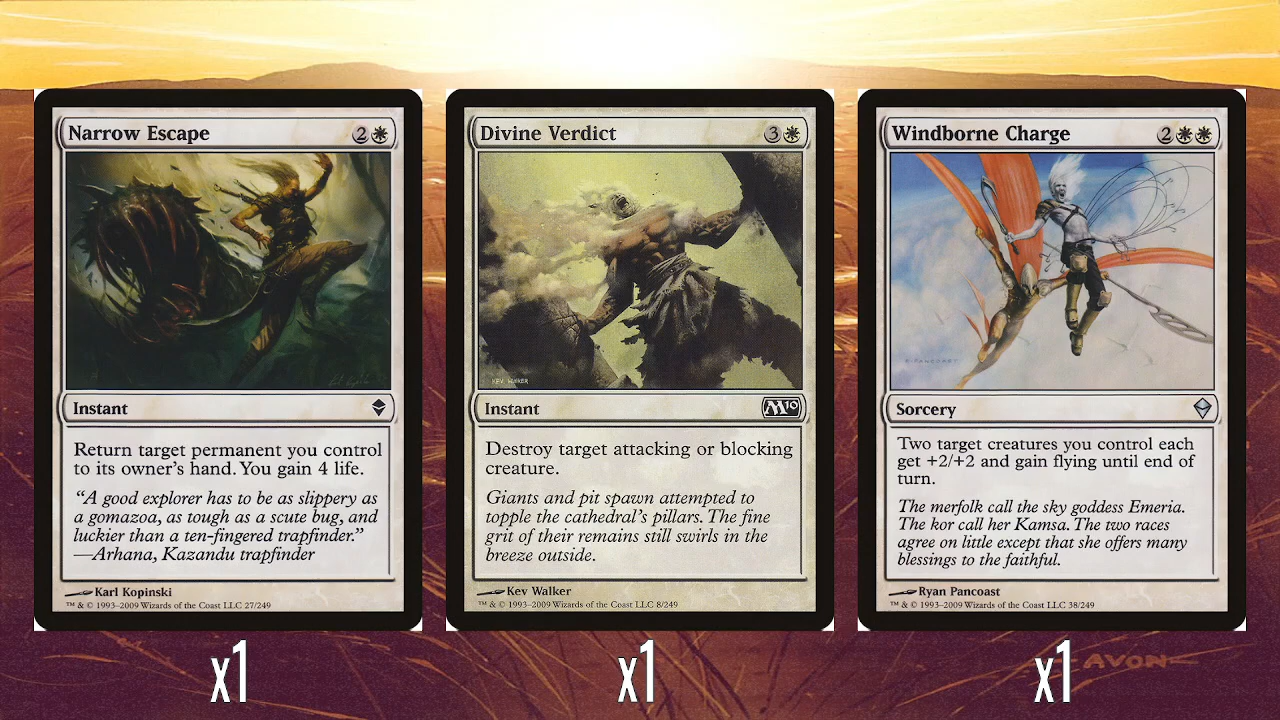 Narrow Escape
2
Instant
Return target permanent you control
to its owner's hand. You gain 4 life.
"A good explorer has to be as slippery as
a gomazoa, as tough as a scute bug, and
luckier than a ten-fingered trapfinder."
—Arhana, Kazandu trapfinder
Karl Kopinski
™ & © 1993–2009 Wizards of the Coast LLC 27/249
x1
Divine Verdict
3
KEV WALKER
Instant
M10
Destroy target attacking or blocking
creature.
Giants and pit spawn attempted to
topple the cathedral's pillars. The fine
grit of their remains still swirls in the
breeze outside.
Kev Walker
™ & © 1993–2009 Wizards of the Coast LLC 8/249
x1
Windborne Charge
2
R. PANCOAST
Sorcery
Two target creatures you control each
get +2/+2 and gain flying until end of
turn.
The merfolk call the sky goddess Emeria.
The kor call her Kamsa. The two races
agree on little except that she offers many
blessings to the faithful.
Ryan Pancoast
™ & © 1993–2009 Wizards of the Coast LLC 38/249
x1
AVON